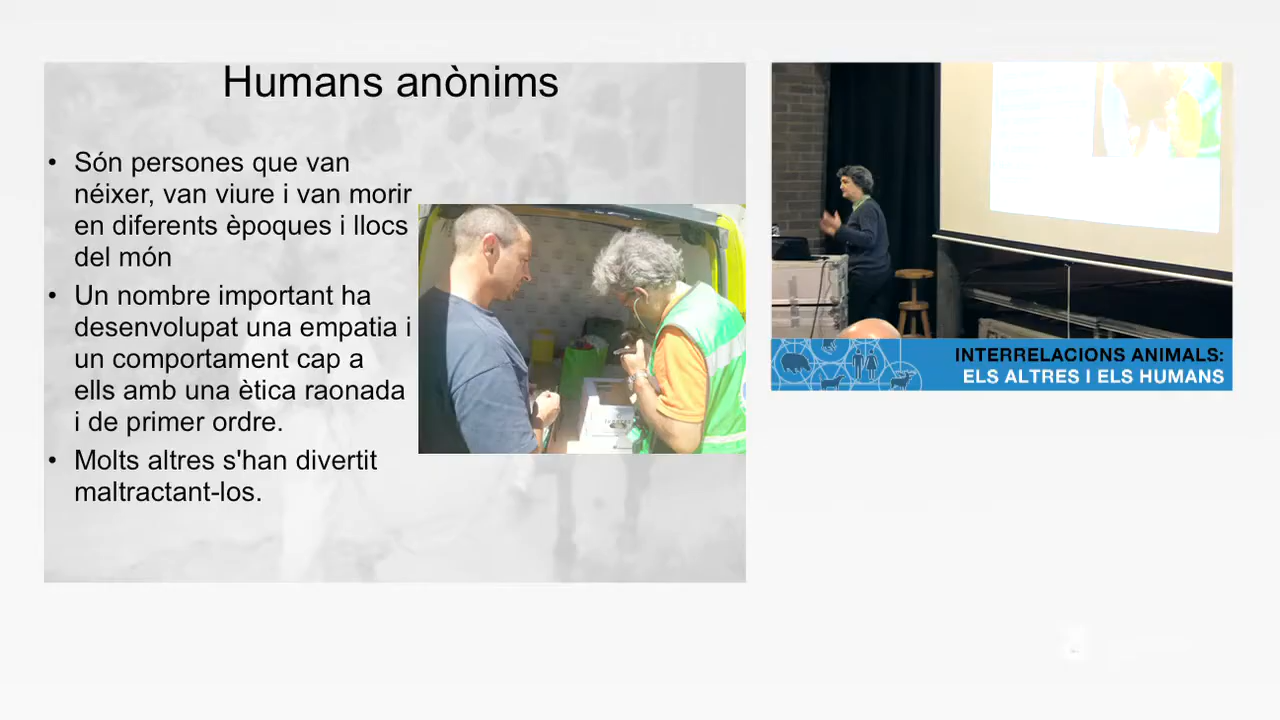 Humans anònims
• Són persones que van
néixer, van viure i van morir
en diferents èpoques i llocs
del món
• Un nombre important ha
desenvolupat una empatia i
un comportament cap a
ells amb una ètica raonada
i de primer ordre.
• Molts altres s'han divertit
maltractant-los.
INTERRELACIONS ANIMALS:
ELS ALTRES I ELS HUMANS